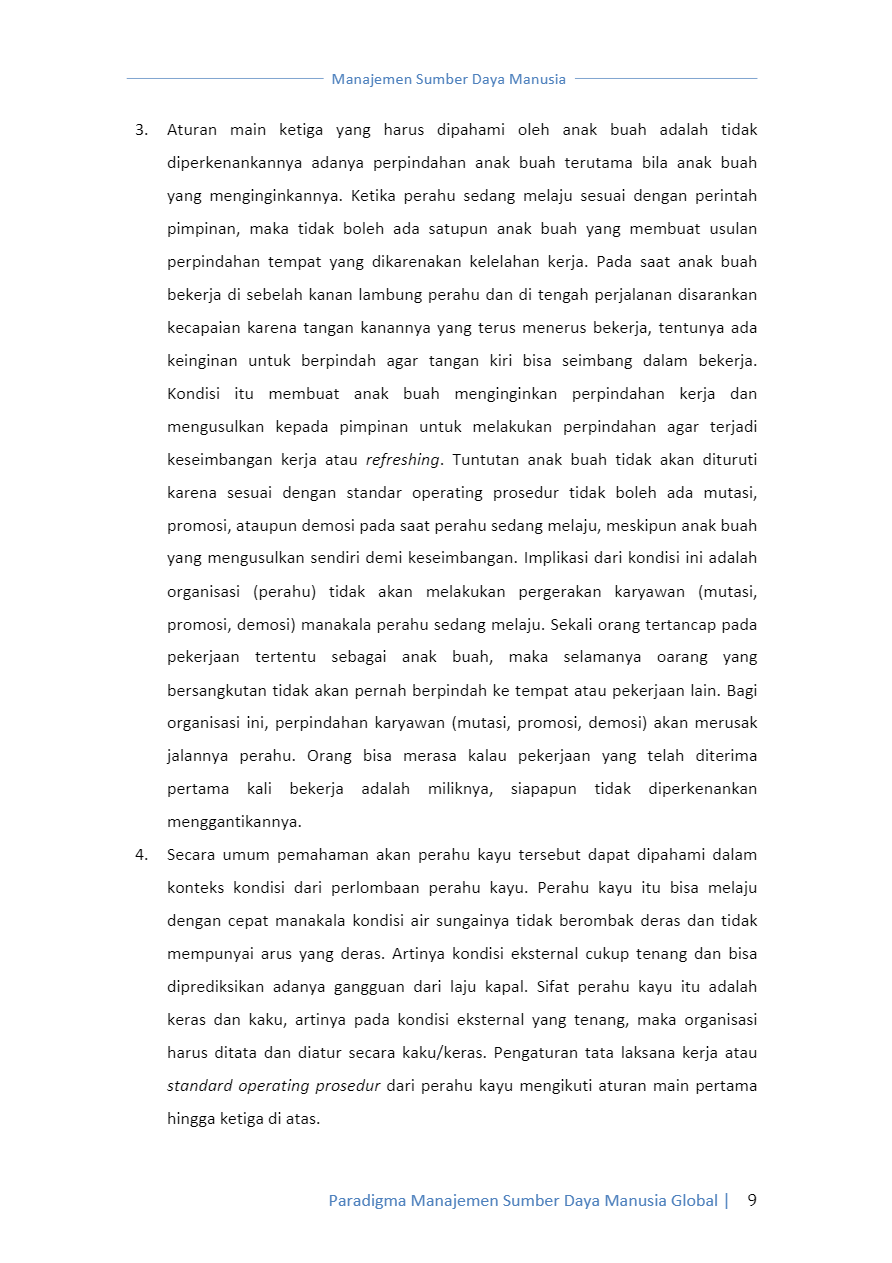 Manajemen Sumber Daya Manusia
3. Aturan main ketiga yang harus dipahami oleh anak buah adalah tidak
diperkenankannya adanya perpindahan anak buah terutama bila anak buah
yang menginginkannya. Ketika perahu sedang melaju sesuai dengan perintah
pimpinan, maka tidak boleh ada satupun anak buah yang membuat usulan
perpindahan tempat yang dikarenakan kelelahan kerja. Pada saat anak buah
bekerja di sebelah kanan lambung perahu dan di tengah perjalanan disarankan
kecapaian karena tangan kanannya yang terus menerus bekerja, tentunya ada
keinginan untuk berpindah agar tangan kiri bisa seimbang dalam bekerja.
Kondisi itu membuat anak buah menginginkan perpindahan kerja dan
mengusulkan kepada pimpinan untuk melakukan perpindahan agar terjadi
keseimbangan kerja atau refreshing. Tuntutan anak buah tidak akan dituruti
karena sesuai dengan standar operating prosedur tidak boleh ada mutasi,
promosi, ataupun demosi pada saat perahu sedang melaju, meskipun anak buah
yang mengusulkan sendiri demi keseimbangan. Implikasi dari kondisi ini adalah
organisasi (perahu) tidak akan melakukan pergerakan karyawan (mutasi,
promosi, demosi) manakala perahu sedang melaju. Sekali orang tertancap pada
pekerjaan tertentu sebagai anak buah, maka selamanya oarang yang
bersangkutan tidak akan pernah berpindah ke tempat atau pekerjaan lain. Bagi
organisasi ini, perpindahan karyawan (mutasi, promosi, demosi) akan merusak
jalannya perahu. Orang bisa merasa kalau pekerjaan yang telah diterima
pertama kali bekerja adalah miliknya, siapapun tidak diperkenankan
menggantikannya.
4. Secara umum pemahaman akan perahu kayu tersebut dapat dipahami dalam
konteks kondisi dari perlombaan perahu kayu. Perahu kayu itu bisa melaju
dengan cepat manakala kondisi air sungainya tidak berombak deras dan tidak
mempunyai arus yang deras. Artinya kondisi eksternal cukup tenang dan bisa
diprediksikan adanya gangguan dari laju kapal. Sifat perahu kayu itu adalah
keras dan kaku, artinya pada kondisi eksternal yang tenang, maka organisasi
harus ditata dan diatur secara kaku/keras. Pengaturan tata laksana kerja atau
standard operating prosedur dari perahu kayu mengikuti aturan main pertama
hingga ketiga di atas.
Paradigma Manajemen Sumber Daya Manusia Global | 9